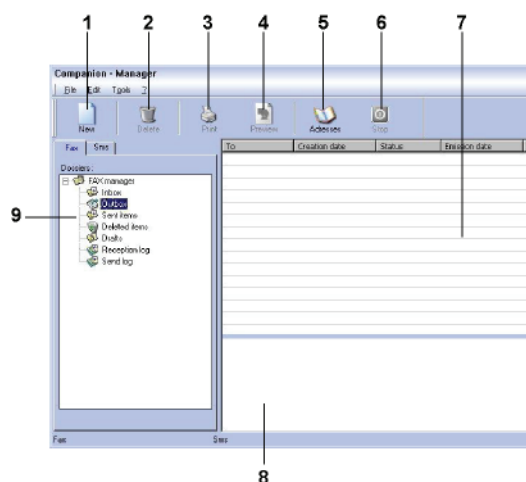 1 2 3 4 5 6 7
Companion - Manager
File Edit Tools ?
New Delete Print Preview Adresses Stop
Fax Sms
To Creation date Status Emission date
Dossiers :
FAX manager
Inbox
Outbox
9 Sent items
Deleted items
Drafts
Reception log
Send log
Fax Sms
8